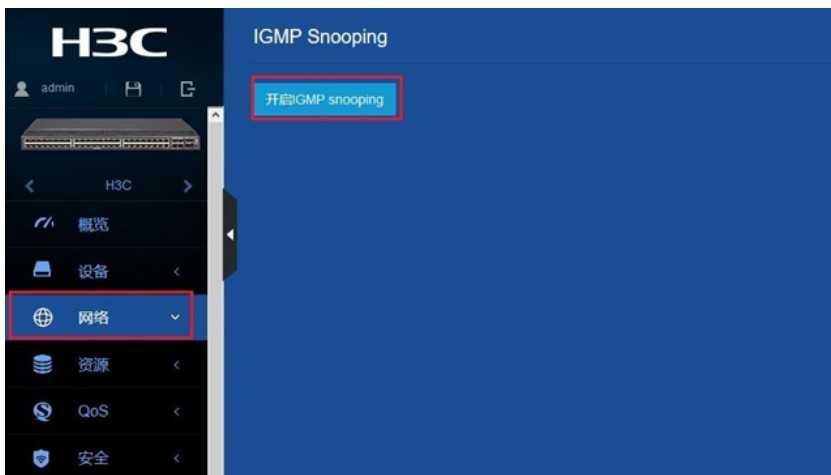 H3C
IGMP Snooping
admin
开启IGMP snooping
H3C
概览
设备
网络
资源
QoS
安全